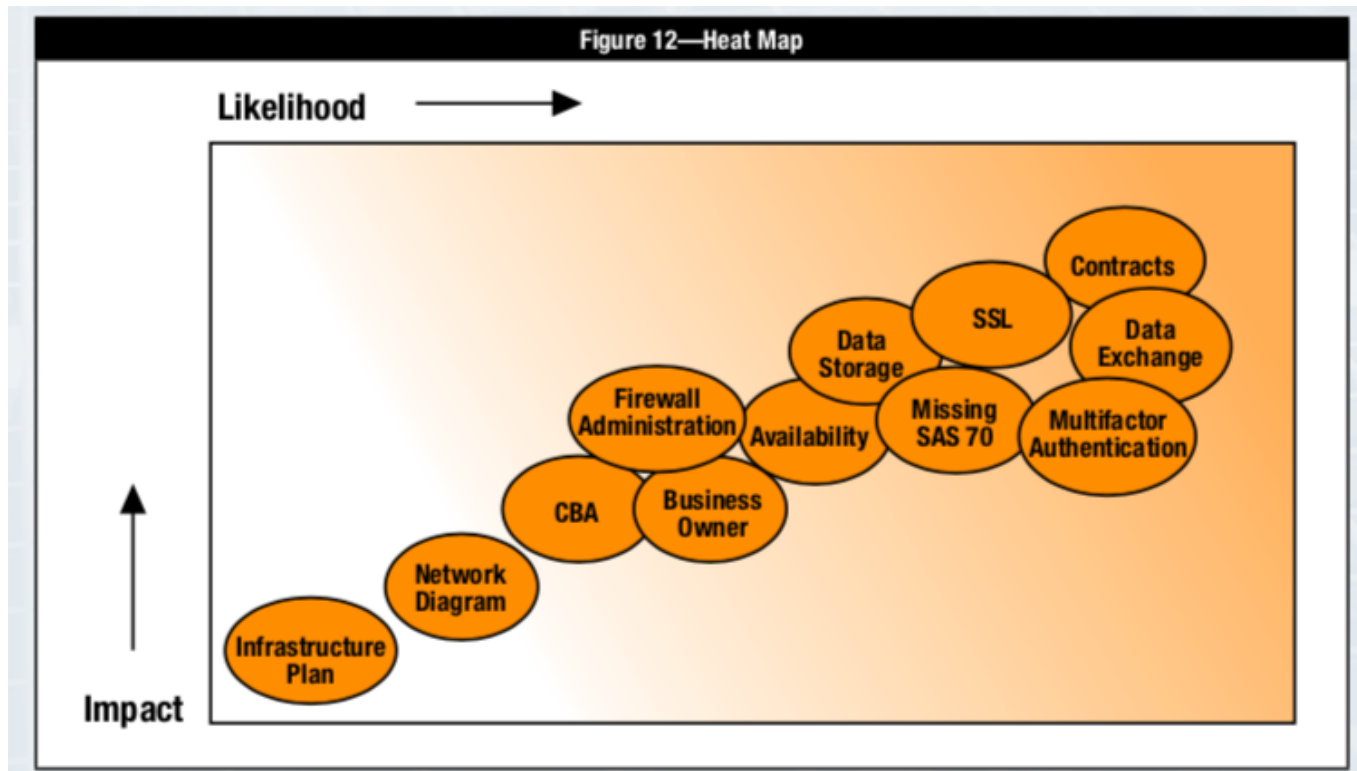 Figure 12—Heat Map
Likelihood
Contracts
SSL
Data
Exchange
Data
Storage
Firewall
Administration
Availability
Missing
SAS 70
Multifactor
Authentication
CBA
Business
Owner
Network
Diagram
Infrastructure
Plan
Impact